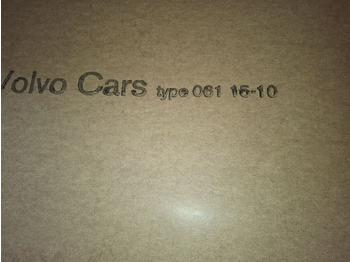 Volvo Cars type 061 15-10